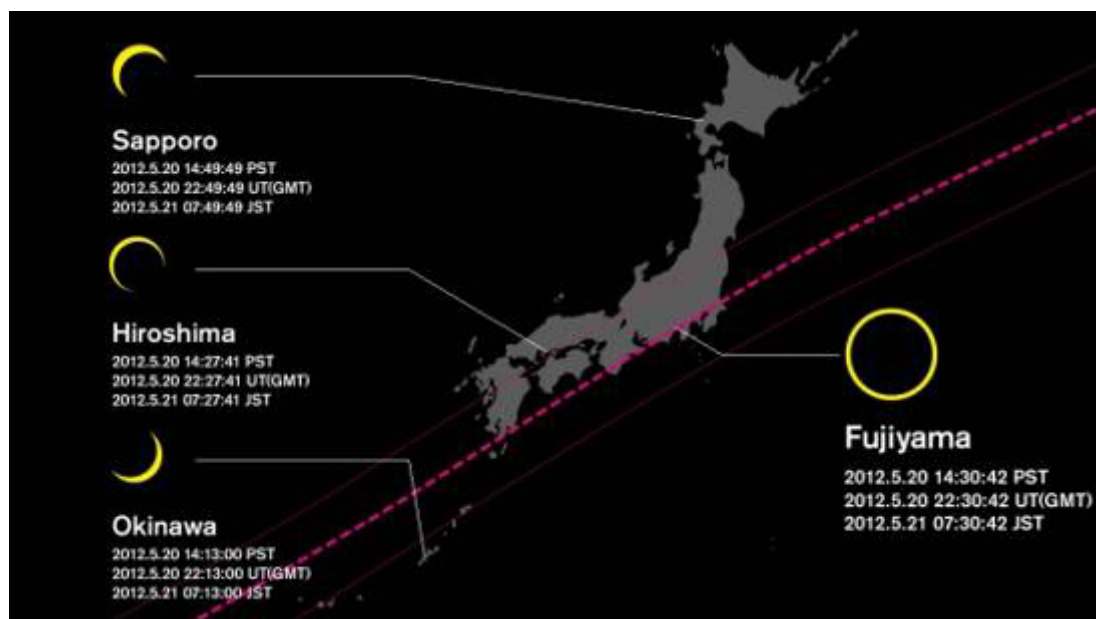 Sapporo
2012.5.20 14:49:49 PST
2012.5.20 22:49:49 UT(GMT)
2012.5.21 07:49:49 JST
Hiroshima
2012.5.20 14:27:41 PST
2012.5.20 22:27:41 UT(GMT)
2012.5.21 07:27:41 JST
Okinawa
2012.5.20 14:13:00 PST
2012.5.20 22:13:00 UT(GMT)
2012.5.21 07:13:00 JST
Fujiyama
2012.5.20 14:30:42 PST
2012.5.20 22:30:42 UT(GMT)
2012.5.21 07:30:42 JST